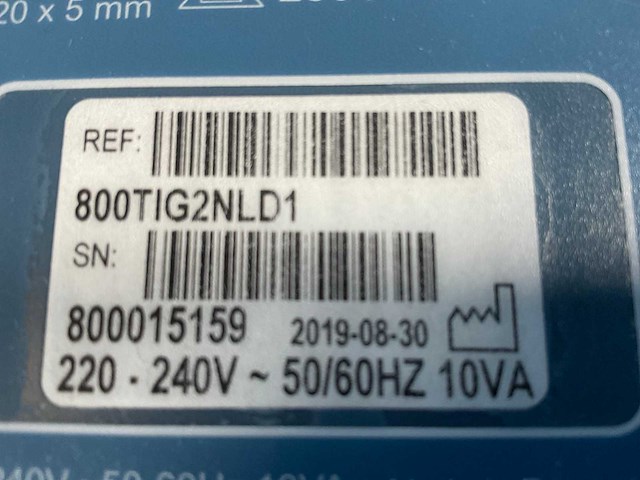 20 x 5 mm
REF:
800TIG2NLD1
SN:
800015159 2019-08-30
220 - 240V ~ 50/60HZ 10VA